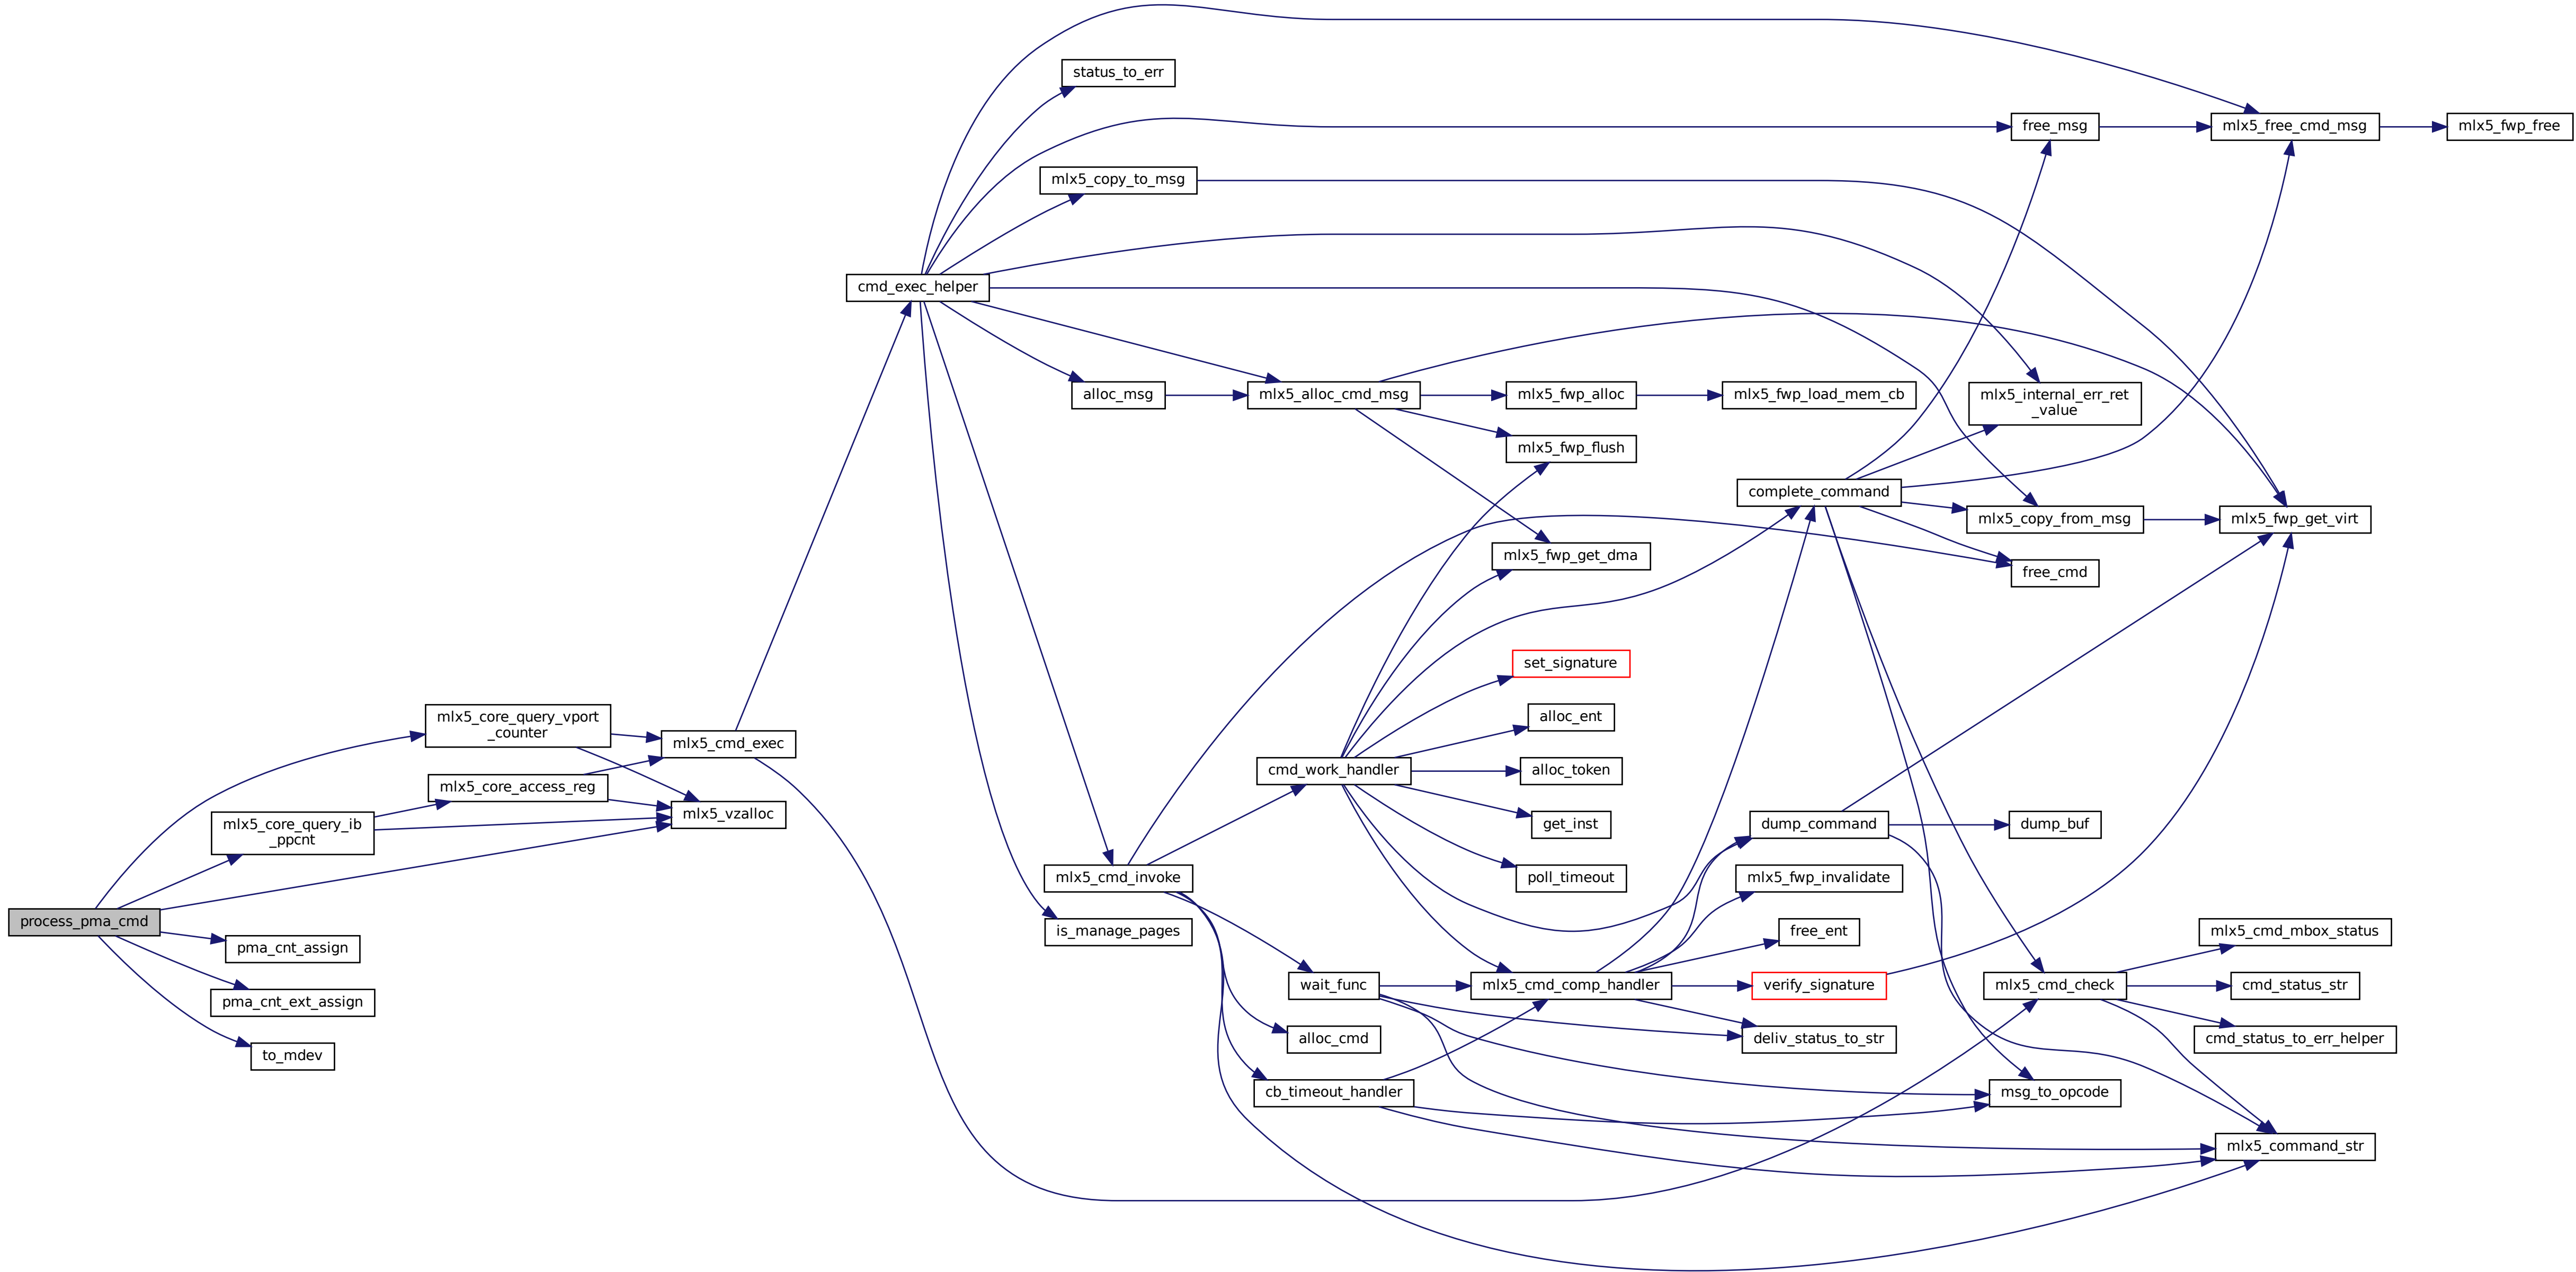 process_pma_cmd
mlx5_core_query_vport
_counter
mlx5_core_query_ib
_ppcnt
mlx5_core_access_reg
mlx5_cmd_exec
mlx5_vzalloc
pma_cnt_assign
pma_cnt_ext_assign
to_mdev
cmd_exec_helper
status_to_err
mlx5_copy_to_msg
alloc_msg
mlx5_cmd_invoke
is_manage_pages
mlx5_alloc_cmd_msg
cmd_work_handler
wait_func
alloc_cmd
cb_timeout_handler
mlx5_fwp_alloc
mlx5_fwp_flush
mlx5_fwp_get_dma
set_signature
alloc_ent
alloc_token
get_inst
poll_timeout
mlx5_cmd_comp_handler
mlx5_fwp_load_mem_cb
complete_command
dump_command
mlx5_fwp_invalidate
free_ent
verify_signature
deliv_status_to_str
free_msg
mlx5_internal_err_ret
_value
mlx5_copy_from_msg
free_cmd
dump_buf
mlx5_cmd_check
msg_to_opcode
mlx5_free_cmd_msg
mlx5_fwp_get_virt
mlx5_cmd_mbox_status
cmd_status_str
cmd_status_to_err_helper
mlx5_command_str
mlx5_fwp_free